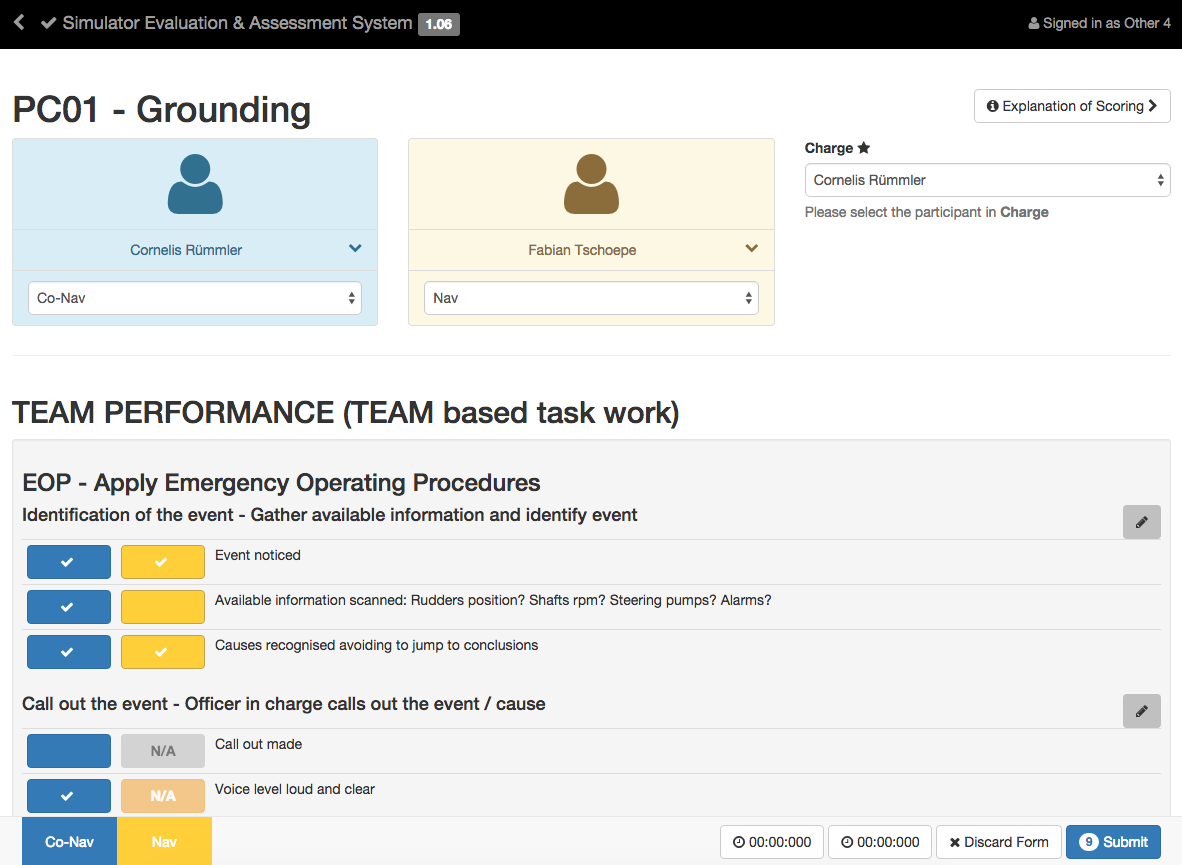 Simulator Evaluation & Assessment System 1.06
Signed in as Other 4
PC01 - Grounding
Explanation of Scoring
Cornelis Rümmler
Co-Nav
Fabian Tschoepe
Nav
Charge
Cornelis Rümmler
Please select the participant in Charge
TEAM PERFORMANCE (TEAM based task work)
EOP - Apply Emergency Operating Procedures
Identification of the event - Gather available information and identify event
Event noticed
Available information scanned: Rudders position? Shafts rpm? Steering pumps? Alarms?
Causes recognised avoiding to jump to conclusions
Call out the event - Officer in charge calls out the event / cause
N/A Call out made
N/A Voice level loud and clear
Co-Nav Nav 00:00:000 00:00:000 Discard Form 9 Submit